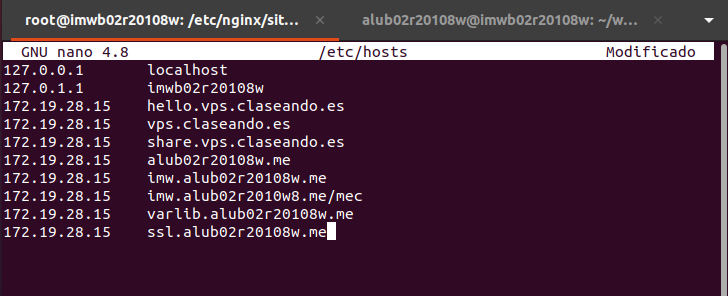 root@imwb02r20108w: /etc/nginx/sit... × alub02r20108w@imwb02r20108w: ~/w... ×
GNU nano 4.8 /etc/hosts Modificado
127.0.0.1 localhost
127.0.1.1 imwb02r20108w
172.19.28.15 hello.vps.claseando.es
172.19.28.15 vps.claseando.es
172.19.28.15 share.vps.claseando.es
172.19.28.15 alub02r20108w.me
172.19.28.15 imw.alub02r20108w.me
172.19.28.15 imw.alub02r2010w8.me/mec
172.19.28.15 varlib.alub02r20108w.me
172.19.28.15 ssl.alub02r20108w.me